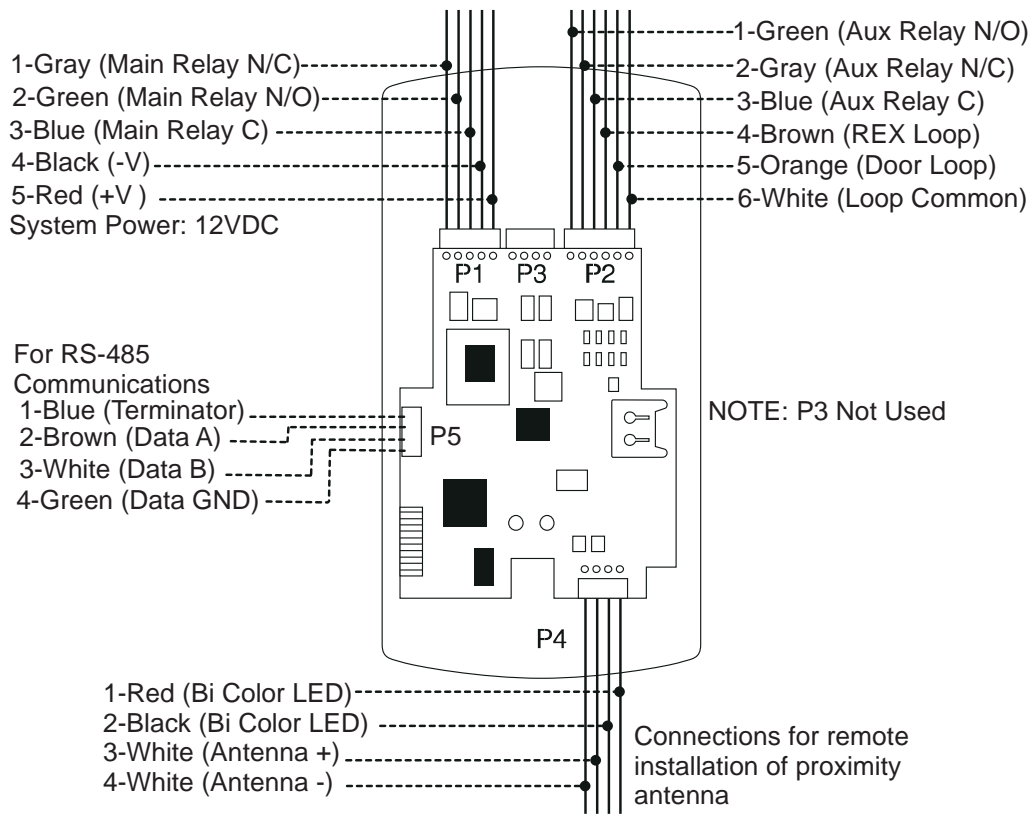 1-Gray (Main Relay N/C)
2-Green (Main Relay N/O)
3-Blue (Main Relay C)
4-Black (-V)
5-Red (+V )
System Power: 12VDC
1-Green (Aux Relay N/O)
2-Gray (Aux Relay N/C)
3-Blue (Aux Relay C)
4-Brown (REX Loop)
5-Orange (Door Loop)
6-White (Loop Common)
P1 P3 P2
For RS-485
Communications
1-Blue (Terminator)
2-Brown (Data A)
3-White (Data B)
4-Green (Data GND)
P5
NOTE: P3 Not Used
P4
1-Red (Bi Color LED)
2-Black (Bi Color LED)
3-White (Antenna +)
4-White (Antenna -)
Connections for remote
installation of proximity
antenna